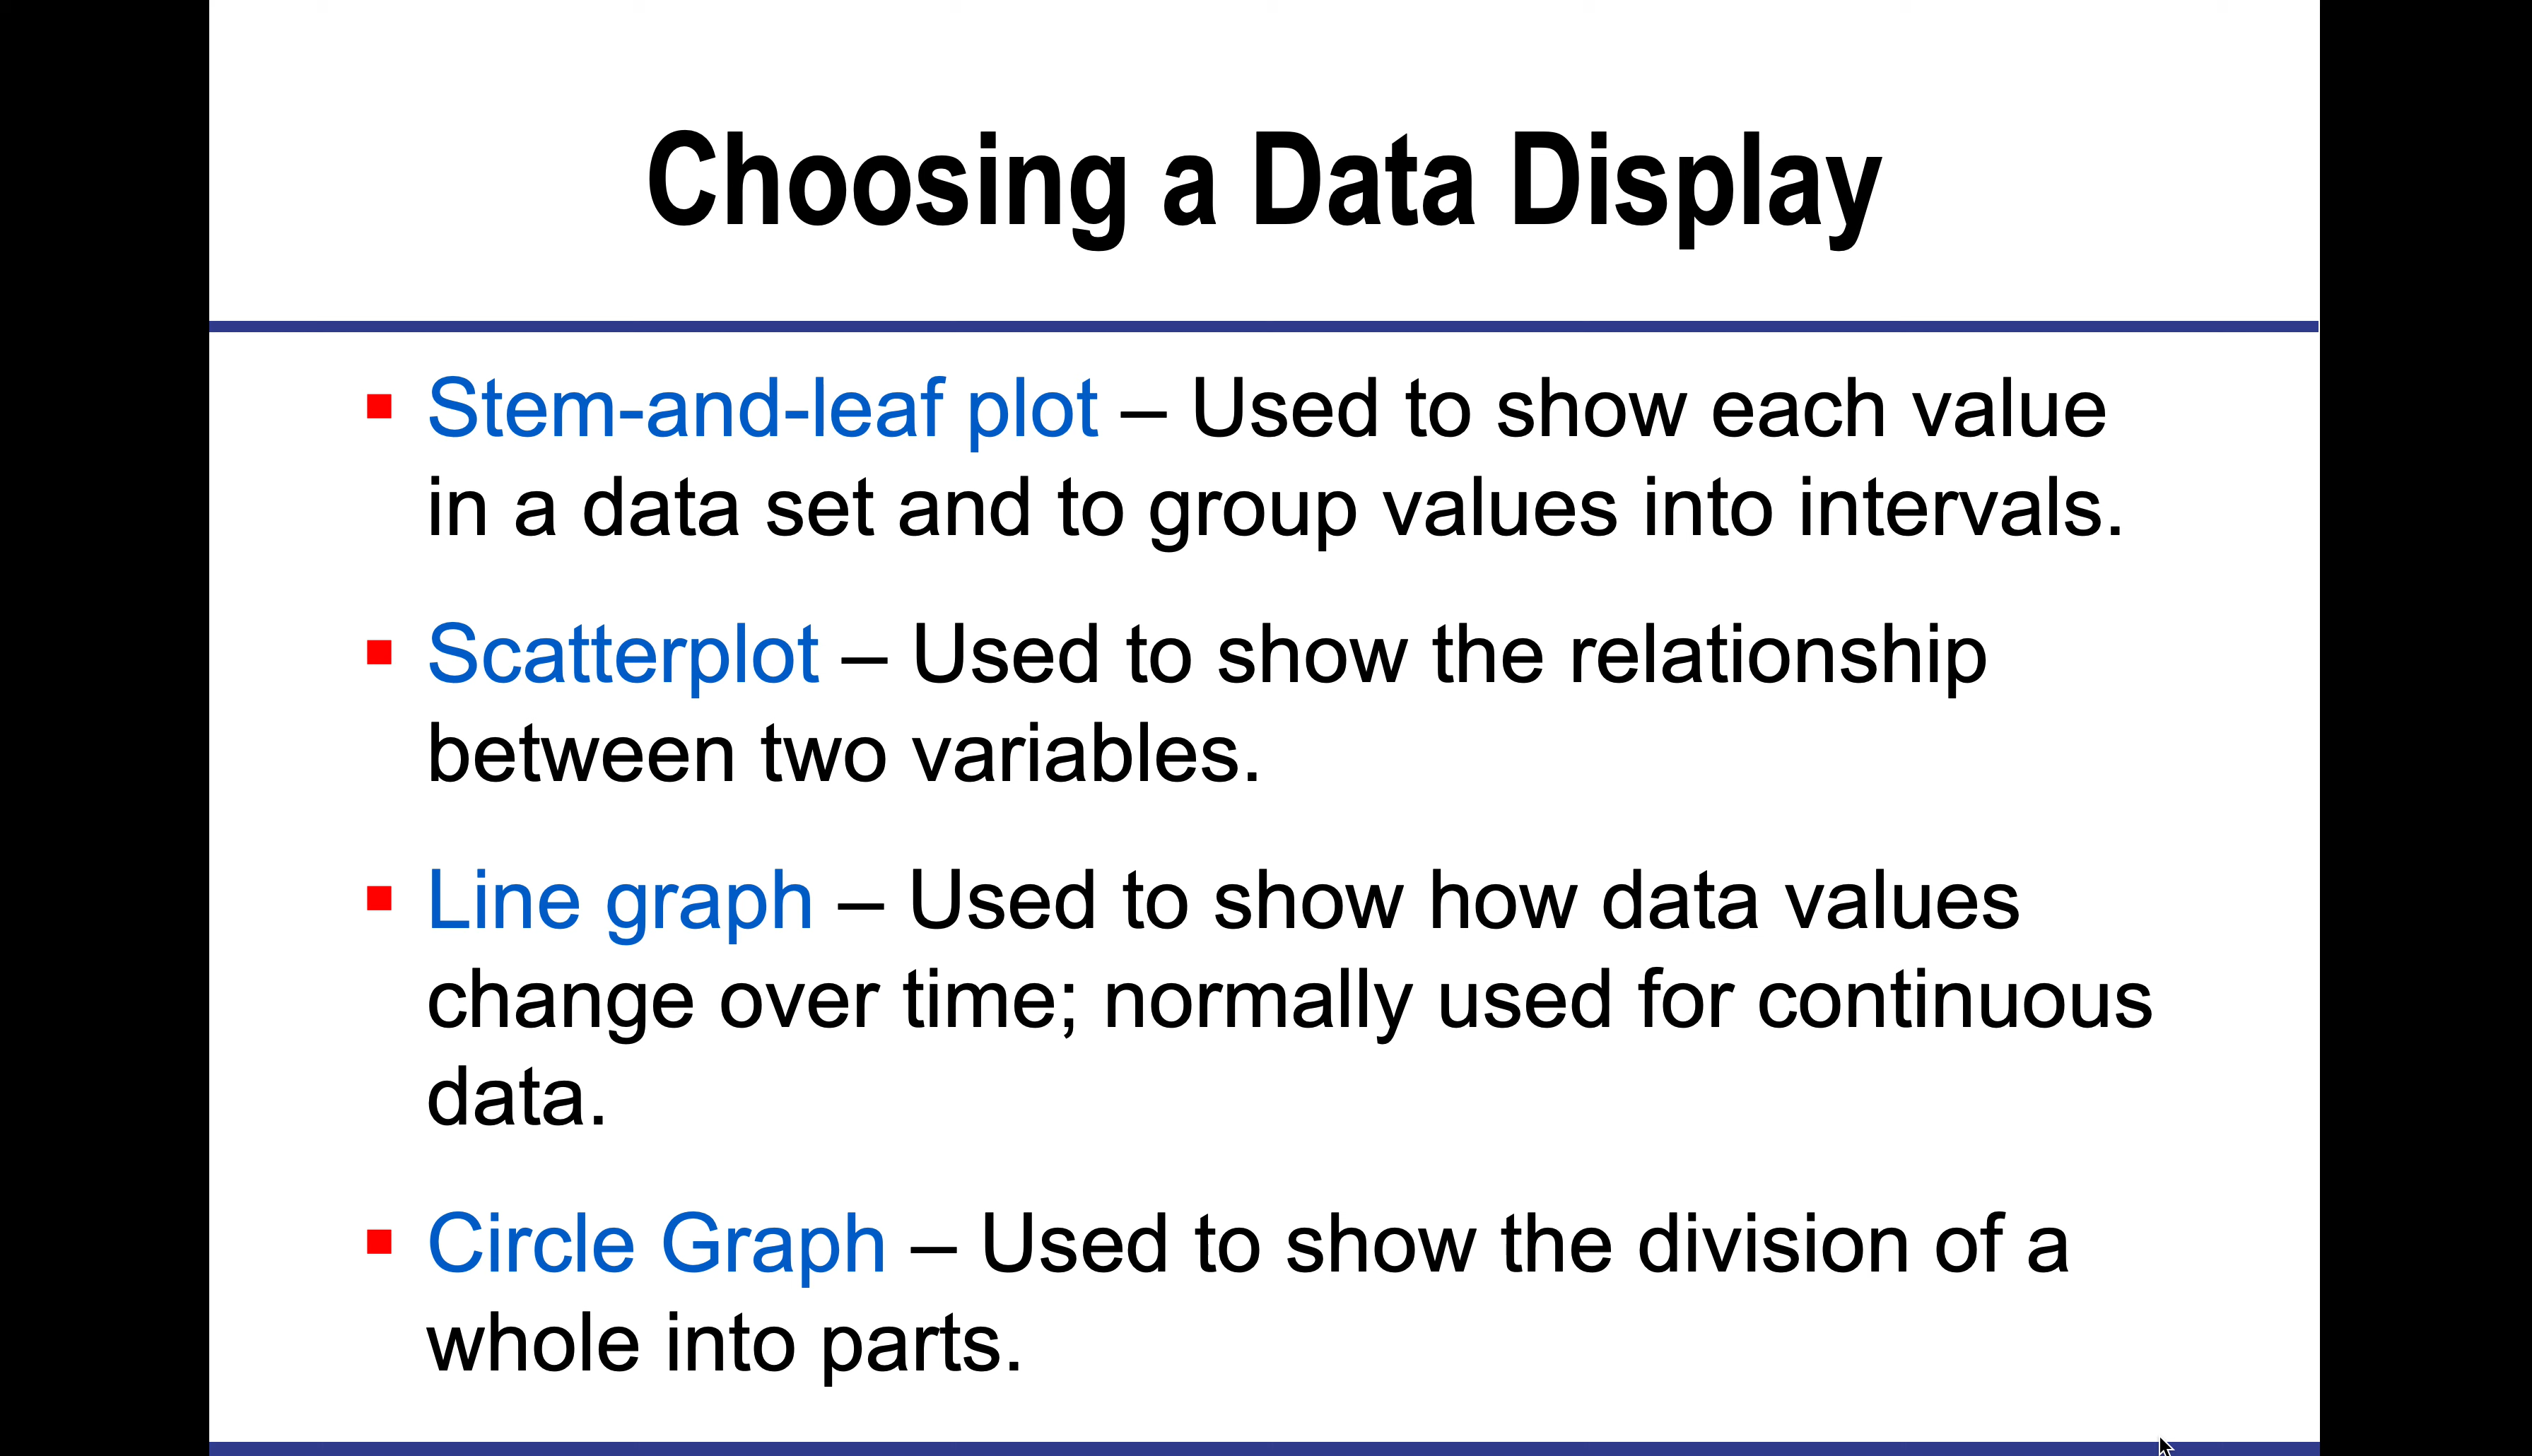 Choosing a Data Display
Stem-and-leaf plot – Used to show each value
in a data set and to group values into intervals.
Scatterplot – Used to show the relationship
between two variables.
Line graph – Used to show how data values
change over time; normally used for continuous
data.
Circle Graph – Used to show the division of a
whole into parts.